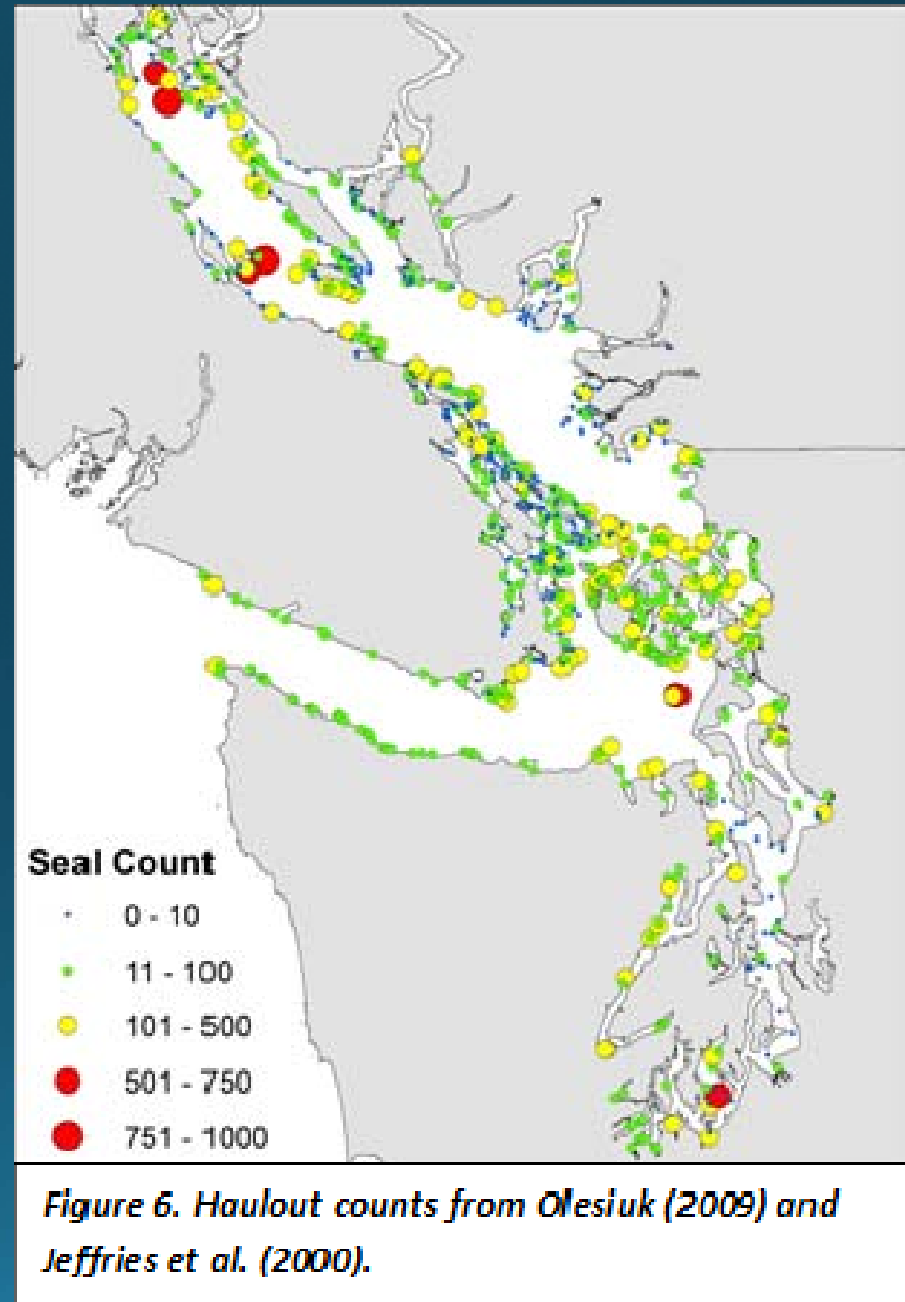 Seal Count
0 - 10
11 - 100
101 - 500
501 - 750
751 - 1000
Figure 6. Haulout counts from Olesiuk (2009) and
Jeffries et al. (2000).